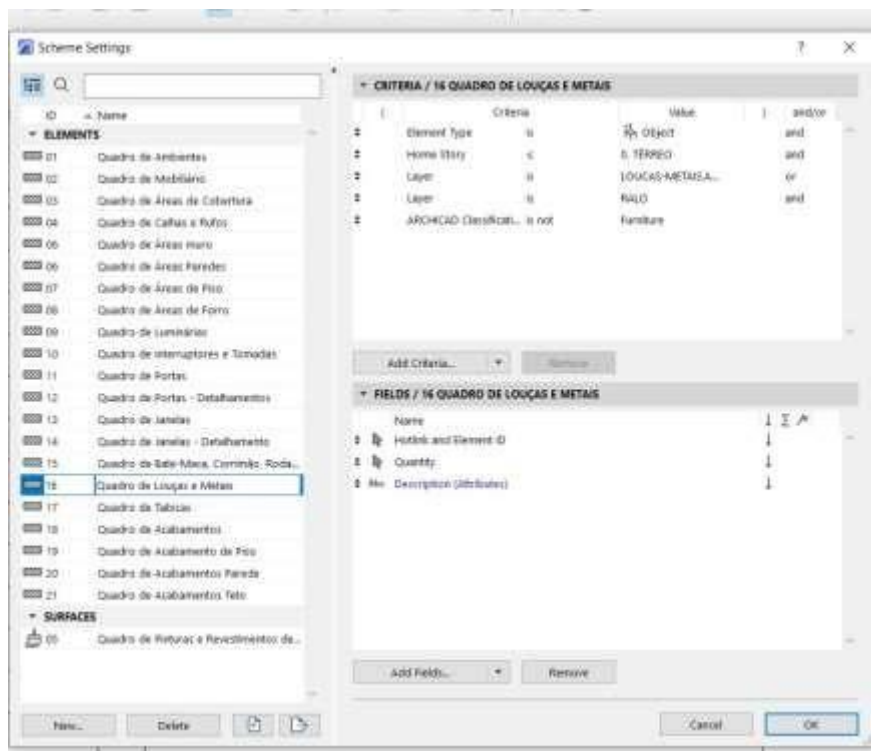 Scheme Settings ? ×
ID Name
ELEMENTS
01 Quadro de Ambientes
02 Quadro de Mobiliário
03 Quadro de Áreas de Cobertura
04 Quadro de Calhas e Rufos
06 Quadro de Áreas muro
06 Quadro de Áreas Paredes
07 Quadro de Áreas de Piso
08 Quadro de Áreas de Forro
09 Quadro de Luminárias
10 Quadro de Interruptores e Tomadas
11 Quadro de Portas
12 Quadro de Portas - Detalhamentos
13 Quadro de Janelas
14 Quadro de Janelas - Detalhamento
15 Quadro de Bate-Maca, Corrimão, Roda...
16 Quadro de Louças e Metais
17 Quadro de Tabicas
18 Quadro de Acabamentos
19 Quadro de Acabamento de Piso
20 Quadro de Acabamentos Parede
21 Quadro de Acabamentos Teto
SURFACES
05 Quadro de Pinturas e Revestimentos de...
New... Delete
CRITERIA / 16 QUADRO DE LOUÇAS E METAIS
( Criteria Value ) and/or
Element Type is Object and
Home Story < 0. TÉRREO and
Layer is LOUCAS-METAIS.A... or
Layer is RALO and
ARCHICAD Classificati... is not Furniture
Add Criteria... Remove
FIELDS / 16 QUADRO DE LOUÇAS E METAIS
Name
Hotlink and Element ID
Quantity
Description (Attributes)
Add Fields... Remove
Cancel OK